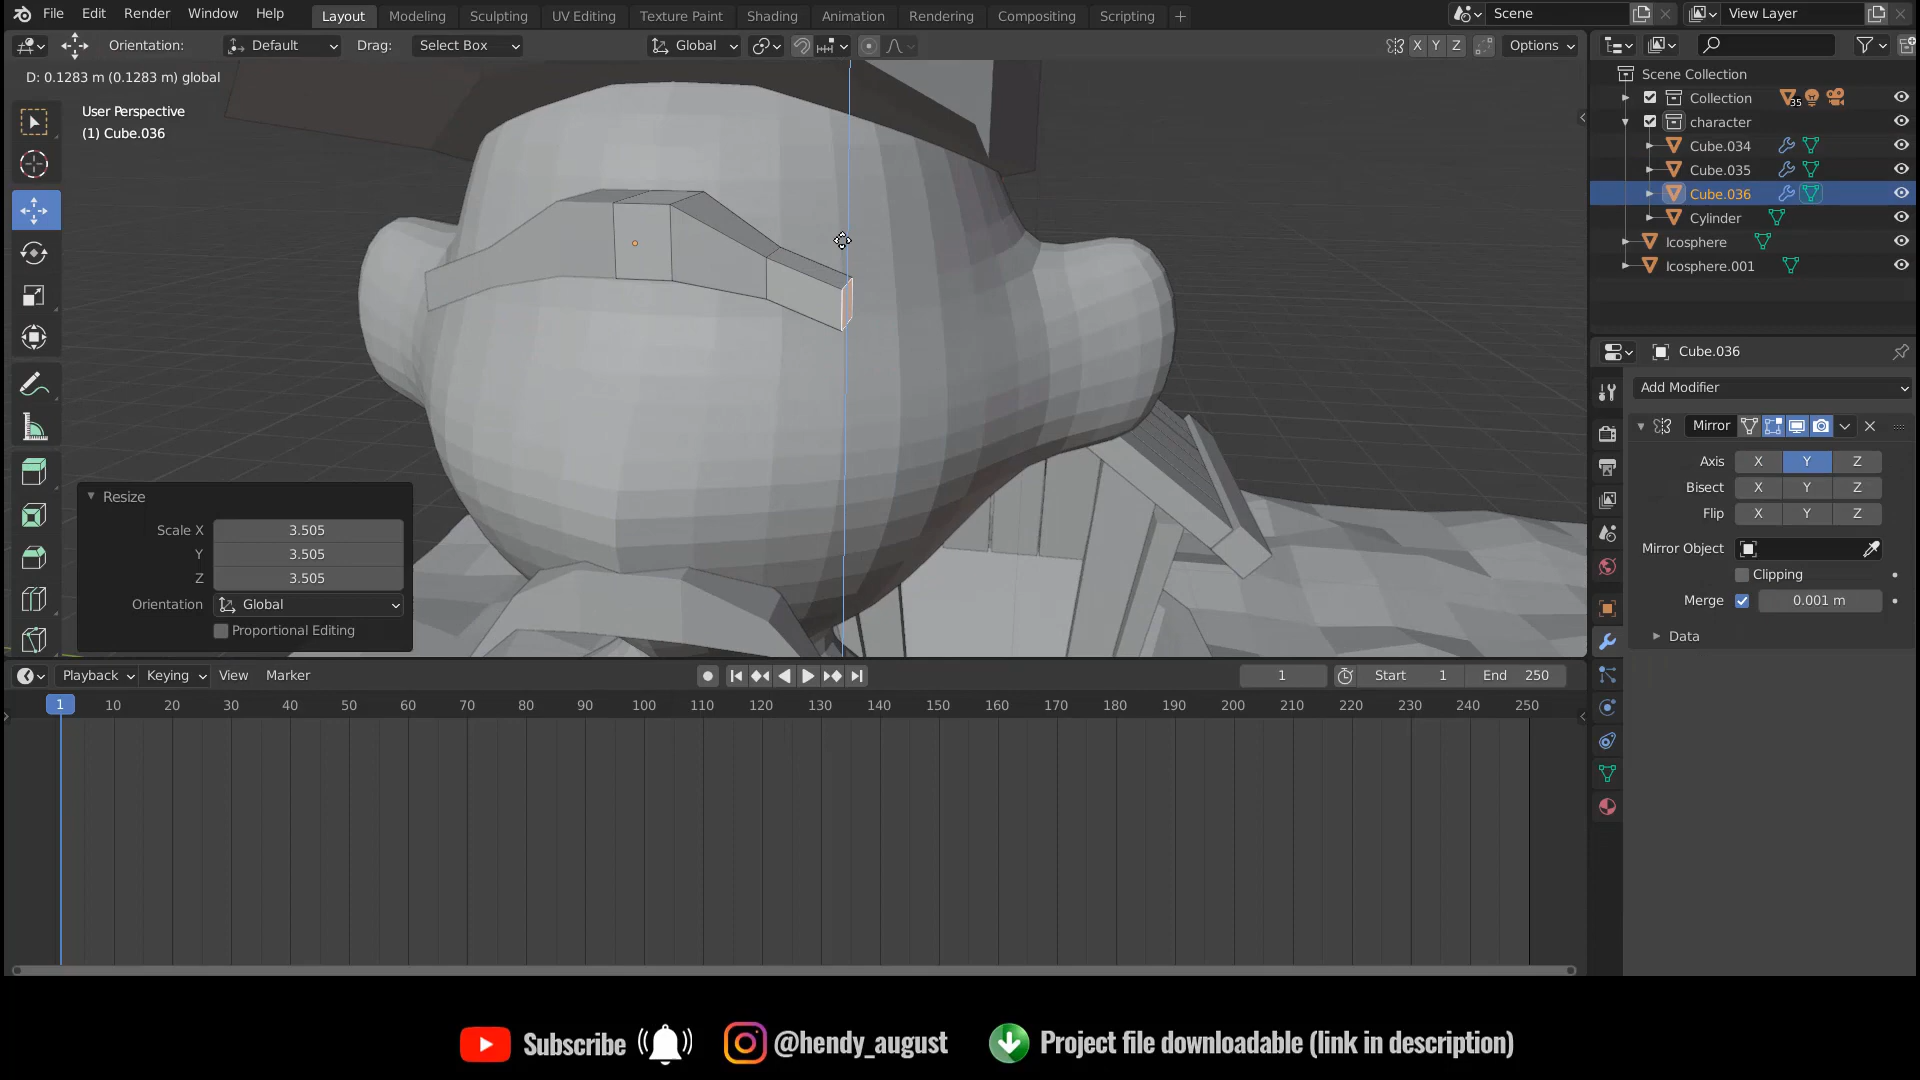 File Edit Render Window Help Layout Modeling Sculpting UV Editing Texture Paint Shading Animation Rendering Compositing Scripting + Scene View Layer
Orientation: Default Drag: Select Box Global X Y Z Options
D: 0.1283 m (0.1283 m) global
User Perspective
(1) Cube.036
Scene Collection
Collection 35
character
Cube.034
Cube.035
Cube.036
Cylinder
Icosphere
Icosphere.001
Cube.036
Add Modifier
Mirror
Axis X Y Z
Bisect X Y Z
Flip X Y Z
Mirror Object
Clipping
Merge 0.001 m
Data
Resize
Scale X 3.505
Y 3.505
Z 3.505
Orientation Global
Proportional Editing
Playback Keying View Marker 1 Start 1 End 250
1 10 20 30 40 50 60 70 80 90 100 110 120 130 140 150 160 170 180 190 200 210 220 230 240 250
Subscribe @hendy_august Project file downloadable (link in description)